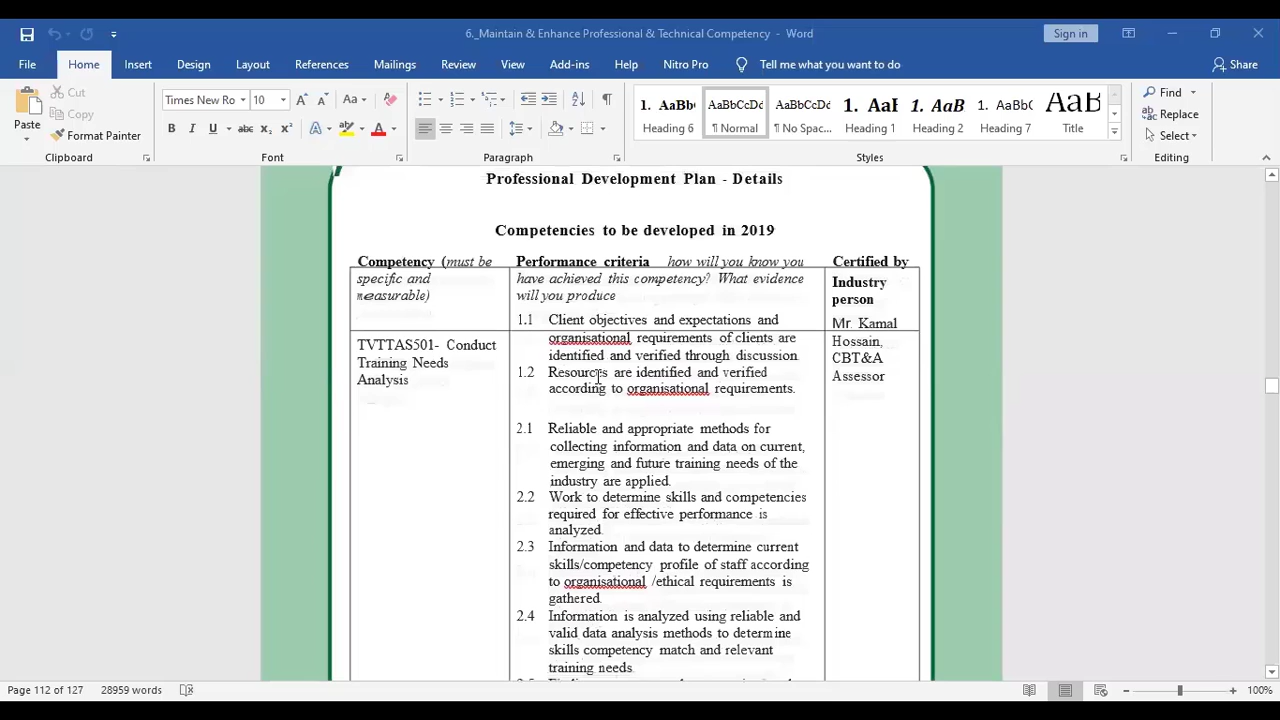 6._Maintain & Enhance Professional & Technical Competency - Word
Sign in
File Home Insert Design Layout References Mailings Review View Add-ins Help Nitro Pro Tell me what you want to do Share
Paste
Cut
Copy
Format Painter
Clipboard
Times New Ro 10
Font
Paragraph
AaBbC AaBbCcDd AaBbCcDd AaBbC
1. AaBbC
Heading 6
AaBbCcDd
¶ Normal
AaBbCcDd
¶ No Spac...
1. AaI
Heading 1
1. AaB
Heading 2
1. AaBbC
Heading 7
AaB
Title
Styles
Find
Replace
Select
Editing
Professional Development Plan - Details
Competencies to be developed in 2019
Competency (must be
specific and
measurable)
Performance criteria how will you know you
have achieved this competency? What evidence
will you produce
Certified by
Industry
person
TVTTAS501- Conduct
Training Needs
Analysis
1.1 Client objectives and expectations and
organisational requirements of clients are
identified and verified through discussion.
1.2 Resources are identified and verified
according to organisational requirements.
2.1 Reliable and appropriate methods for
collecting information and data on current,
emerging and future training needs of the
industry are applied.
2.2 Work to determine skills and competencies
required for effective performance is
analyzed.
2.3 Information and data to determine current
skills/competency profile of staff according
to organisational /ethical requirements is
gathered.
2.4 Information is analyzed using reliable and
valid data analysis methods to determine
skills competency match and relevant
training needs.
Mr. Kamal
Hossain,
CBT&A
Assessor
Page 112 of 127 28959 words
100%